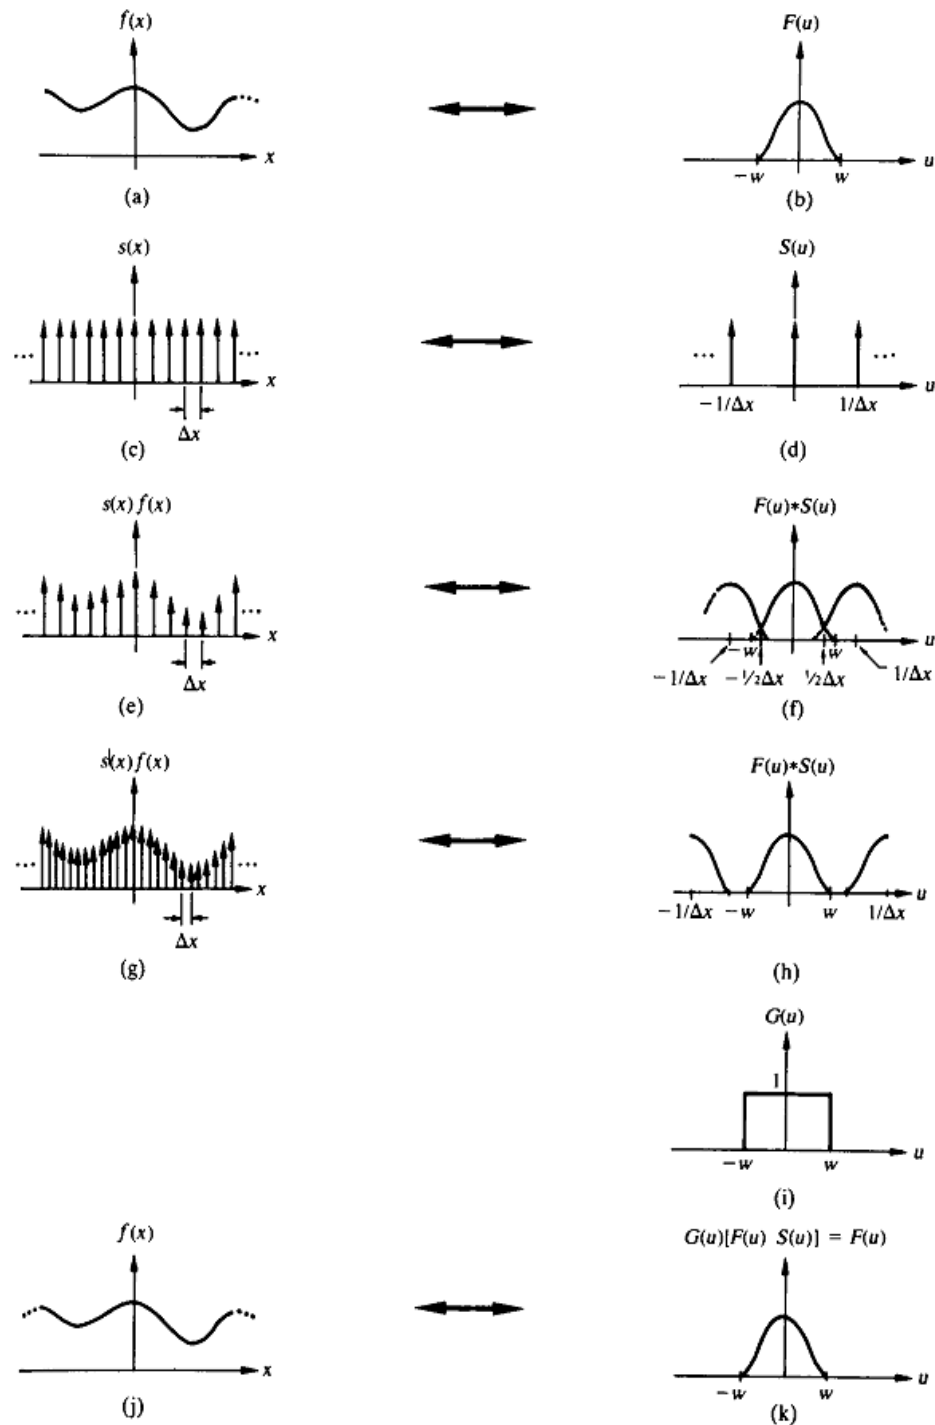 f(x)
F(u)
x
−w
w
u
(a)
(b)
s(x)
S(u)
...
...
x
Δx
...
...
−1/Δx
1/Δx
u
(c)
(d)
s(x) f(x)
F(u)*S(u)
...
...
x
Δx
−w
w
u
−1/Δx
−½Δx
½Δx
1/Δx
(e)
(f)
s(x) f(x)
F(u)*S(u)
...
...
x
Δx
−1/Δx
−w
w
1/Δx
u
(g)
(h)
G(u)
1
−w
w
u
(i)
f(x)
G(u)[F(u) S(u)] = F(u)
x
−w
w
u
(j)
(k)